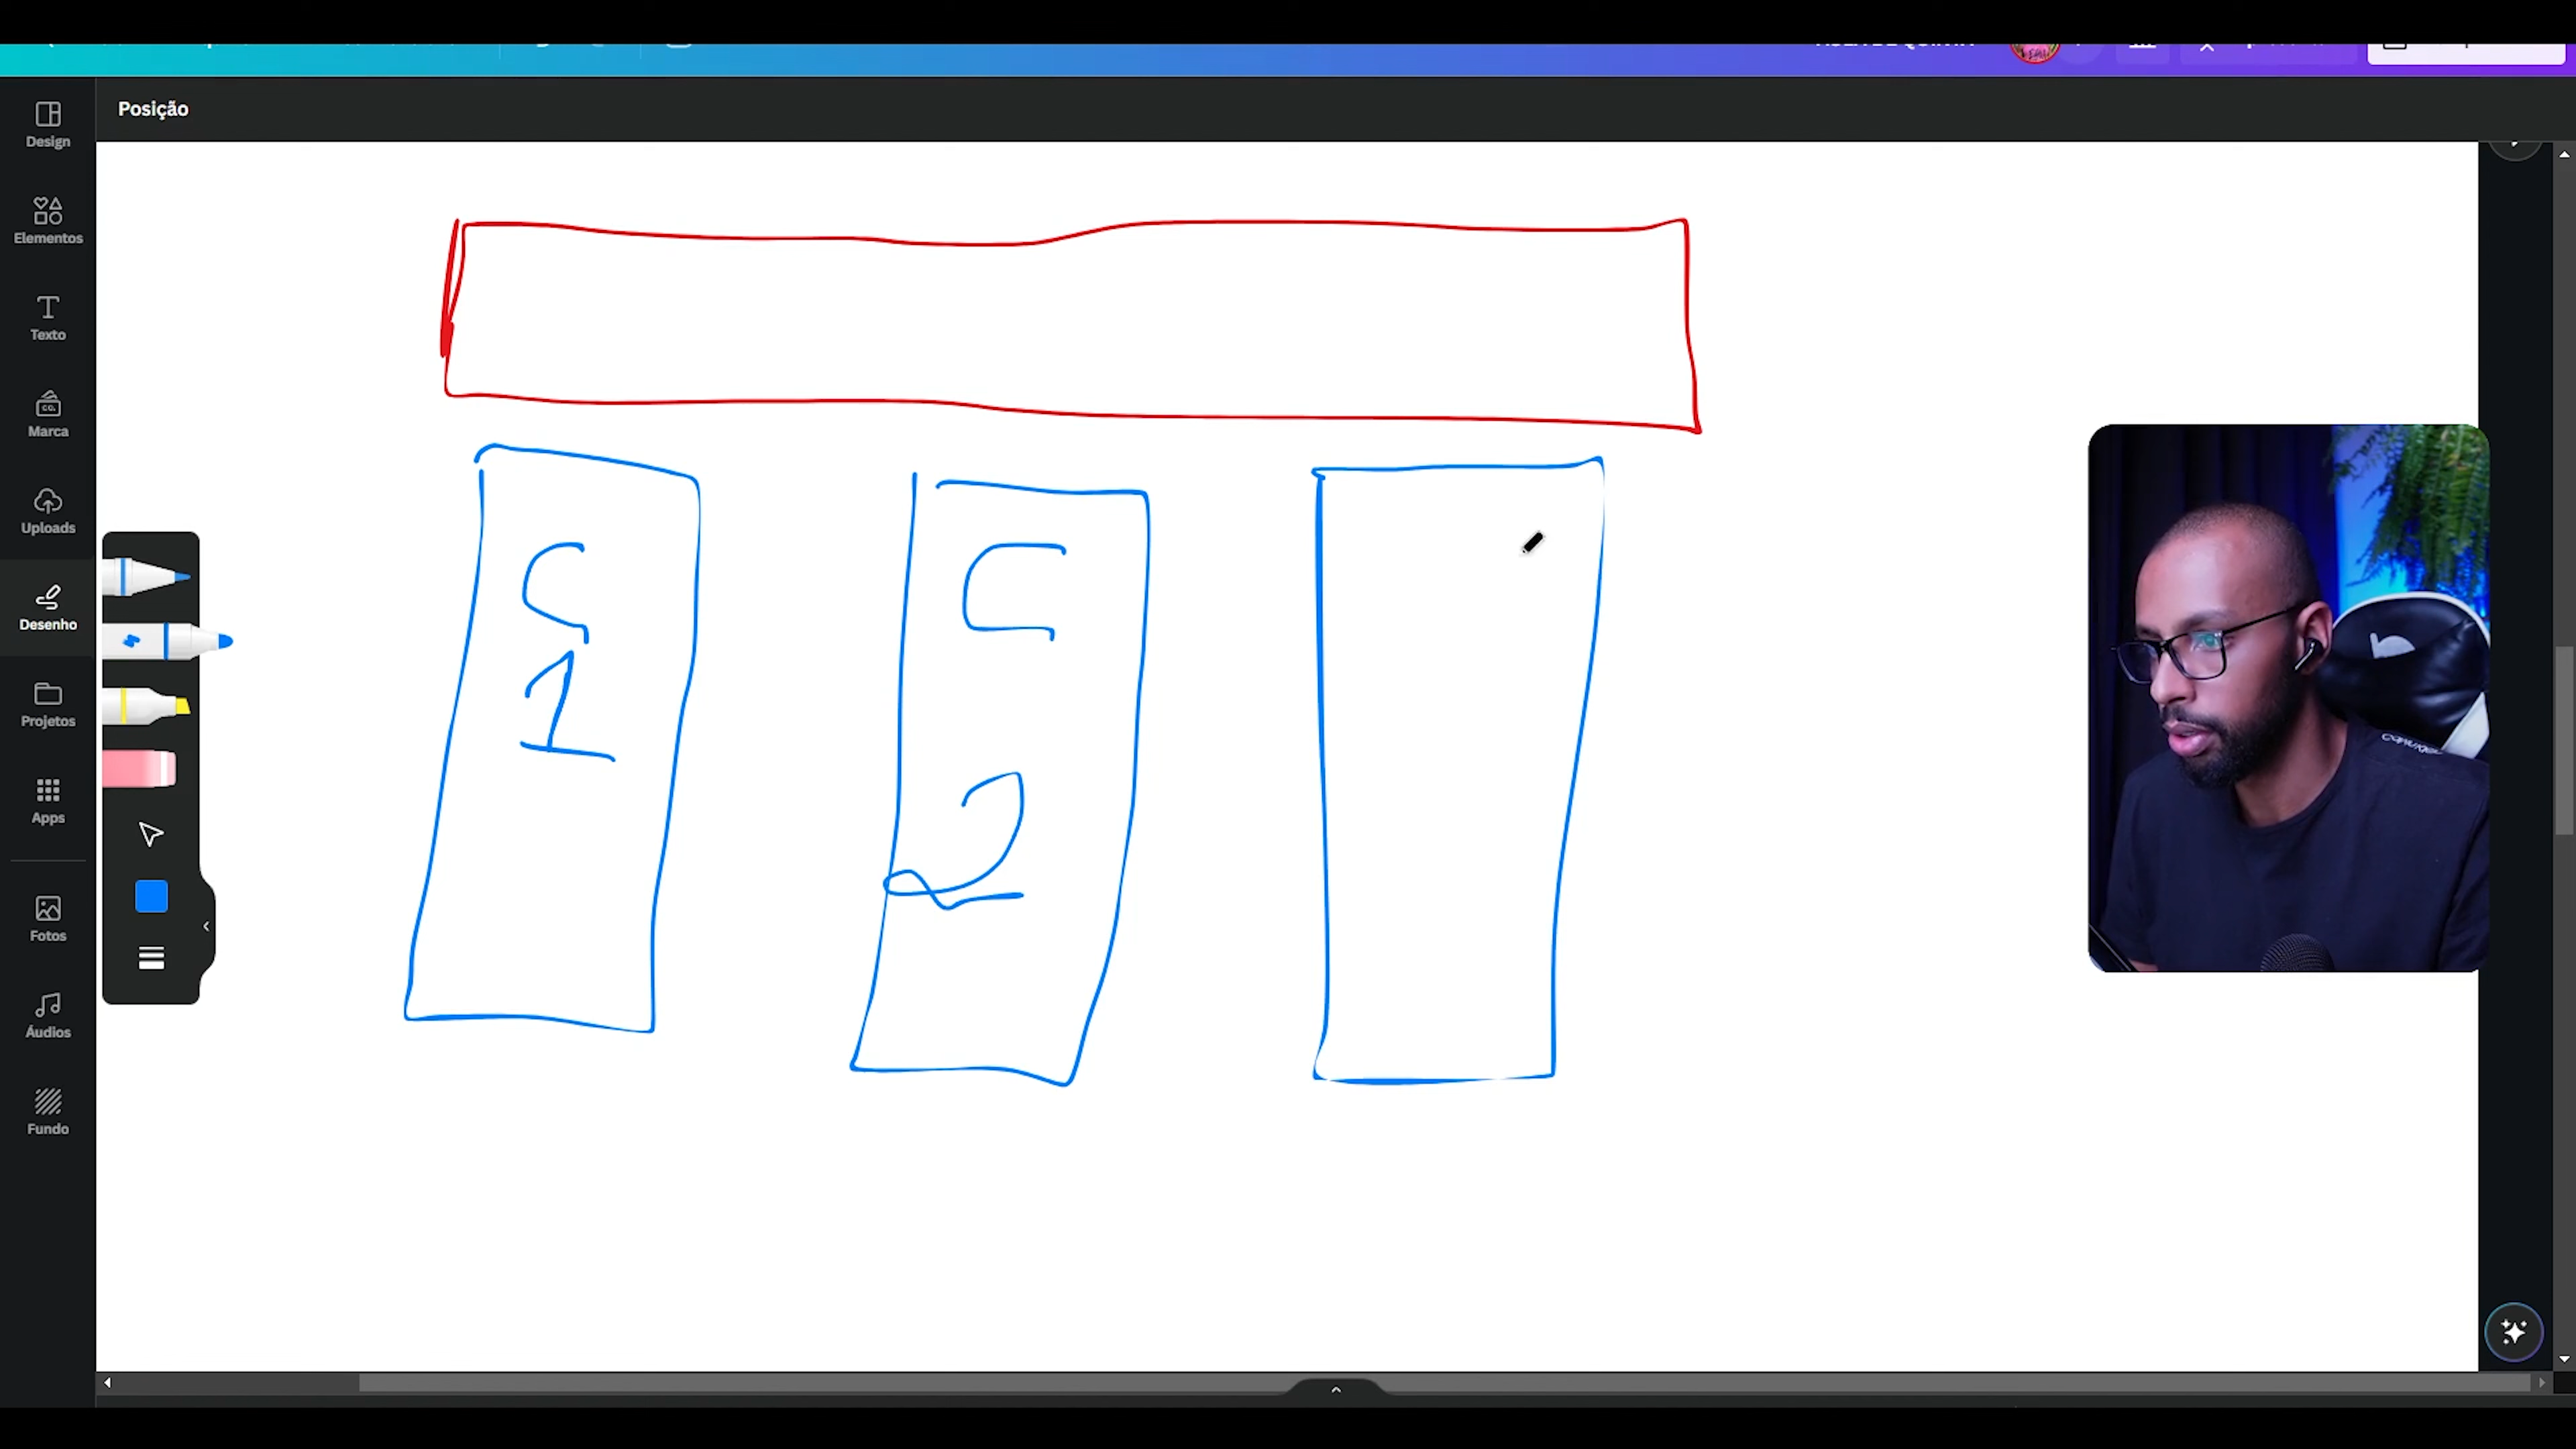 Posição
Design
Elementos
Texto
Marca
Uploads
Desenho
Projetos
Apps
Fotos
Áudios
Fundo
C
1
C
2